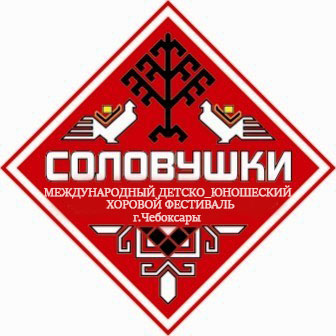 СОЛОВУШКИ
МЕЖДУНАРОДНЫЙ ДЕТСКО_ЮНОШЕСКИЙ
ХОРОВОЙ ФЕСТИВАЛЬ
г.Чебоксары